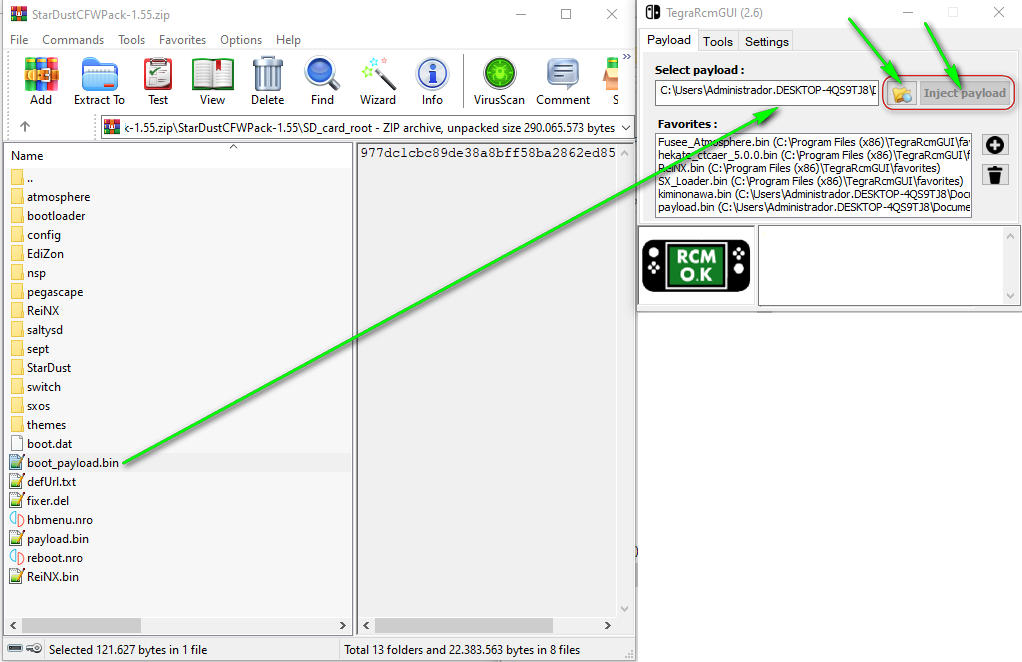 StarDustCFWPack-1.55.zip
File Commands Tools Favorites Options Help
Add Extract To Test View Delete Find Wizard Info VirusScan Comment S
»
k-1.55.zip\StarDustCFWPack-1.55\SD_card_root - ZIP archive, unpacked size 290.065.573 bytes
Name
..
atmosphere
bootloader
config
EdiZon
nsp
pegascape
ReiNX
saltysd
sept
StarDust
switch
sxos
themes
boot.dat
boot_payload.bin
defUrl.txt
fixer.del
hbmenu.nro
payload.bin
reboot.nro
ReiNX.bin
977dc1cbc89de38a8bff58ba2862ed85
Selected 121.627 bytes in 1 file
Total 13 folders and 22.383.563 bytes in 8 files
TegraRcmGUI (2.6)
Payload Tools Settings
Select payload :
C:\Users\Administrador.DESKTOP-4QS9TJ8\D
Inject payload
Favorites :
Fusee_Atmosphere.bin (C:\Program Files (x86)\TegraRcmGUI\fav
hekate_ctcaer_5.0.0.bin (C:\Program Files (x86)\TegraRcmGUI\f
ReiNX.bin (C:\Program Files (x86)\TegraRcmGUI\favorites)
SX_Loader.bin (C:\Program Files (x86)\TegraRcmGUI\favorites)
kiminonawa.bin (C:\Users\Administrador.DESKTOP-4QS9TJ8\Docu
payload.bin (C:\Users\Administrador.DESKTOP-4QS9TJ8\Docume
RCM
O.K